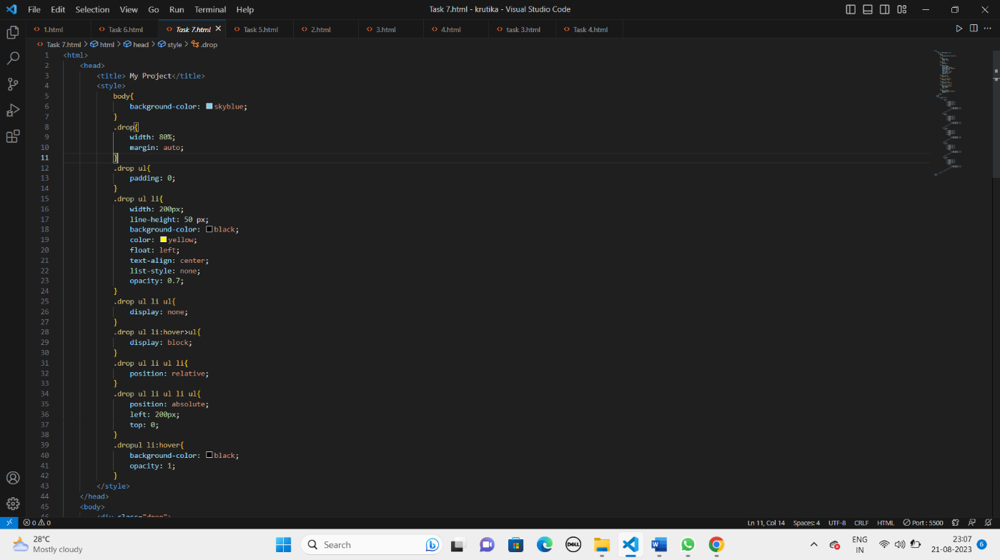 File Edit Selection View Go Run Terminal Help
Task 7.html - krutika - Visual Studio Code
1.html Task 6.html Task 7.html Task 5.html 2.html 3.html 4.html task 3.html Task 4.html
Task 7.html > html > head > style > .drop
1 <html>
2 <head>
3 <title> My Project</title>
4 <style>
5 body{
6 background-color: skyblue;
7 }
8 .drop{
9 width: 80%;
10 margin: auto;
11 }
12 .drop ul{
13 padding: 0;
14 }
15 .drop ul li{
16 width: 200px;
17 line-height: 50 px;
18 background-color: black;
19 color: yellow;
20 float: left;
21 text-align: center;
22 list-style: none;
23 opacity: 0.7;
24 }
25 .drop ul li ul{
26 display: none;
27 }
28 .drop ul li:hover>ul{
29 display: block;
30 }
31 .drop ul li ul li{
32 position: relative;
33 }
34 .drop ul li ul li ul{
35 position: absolute;
36 left: 200px;
37 top: 0;
38 }
39 .dropul li:hover{
40 background-color: black;
41 opacity: 1;
42 }
43 </style>
44 </head>
45 <body>
46 <div class="drop">
0 0
Ln 11, Col 14 Spaces: 4 UTF-8 CRLF HTML Port : 5500
28°C
Mostly cloudy
Search
DELL
ENG
IN
23:07
21-08-2023
6